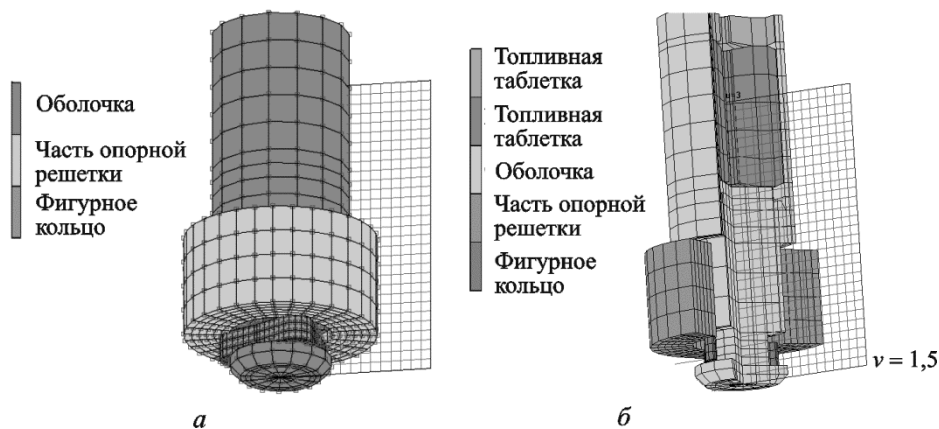 Оболочка
Часть опорной
решетки
Фигурное
кольцо
а
Топливная
таблетка
Топливная
таблетка
Оболочка
Часть опорной
решетки
Фигурное
кольцо
v = 1,5
б